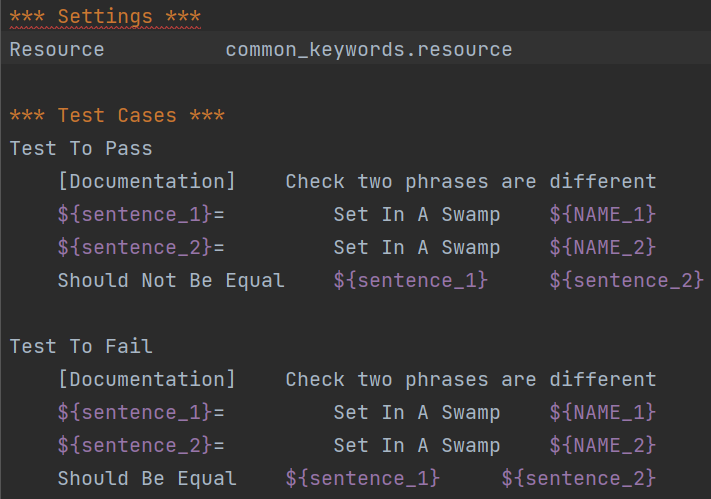 *** Settings ***
Resource          common_keywords.resource
*** Test Cases ***
Test To Pass
    [Documentation]    Check two phrases are different
    ${sentence_1}=         Set In A Swamp    ${NAME_1}
    ${sentence_2}=         Set In A Swamp    ${NAME_2}
    Should Not Be Equal    ${sentence_1}     ${sentence_2}
Test To Fail
    [Documentation]    Check two phrases are different
    ${sentence_1}=         Set In A Swamp    ${NAME_1}
    ${sentence_2}=         Set In A Swamp    ${NAME_2}
    Should Be Equal    ${sentence_1}     ${sentence_2}